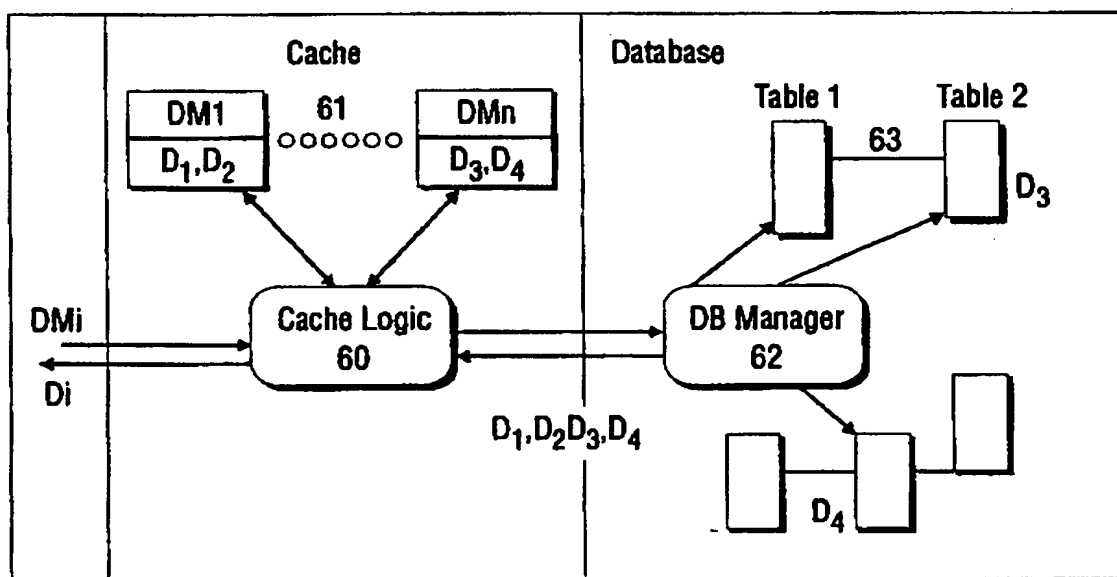 Cache
Database
DM1
61
DMn
D₁,D₂
D₃,D₄
Table 1
Table 2
63
D₃
DMi
Di
Cache Logic
60
DB Manager
62
D₁,D₂D₃,D₄
D₄